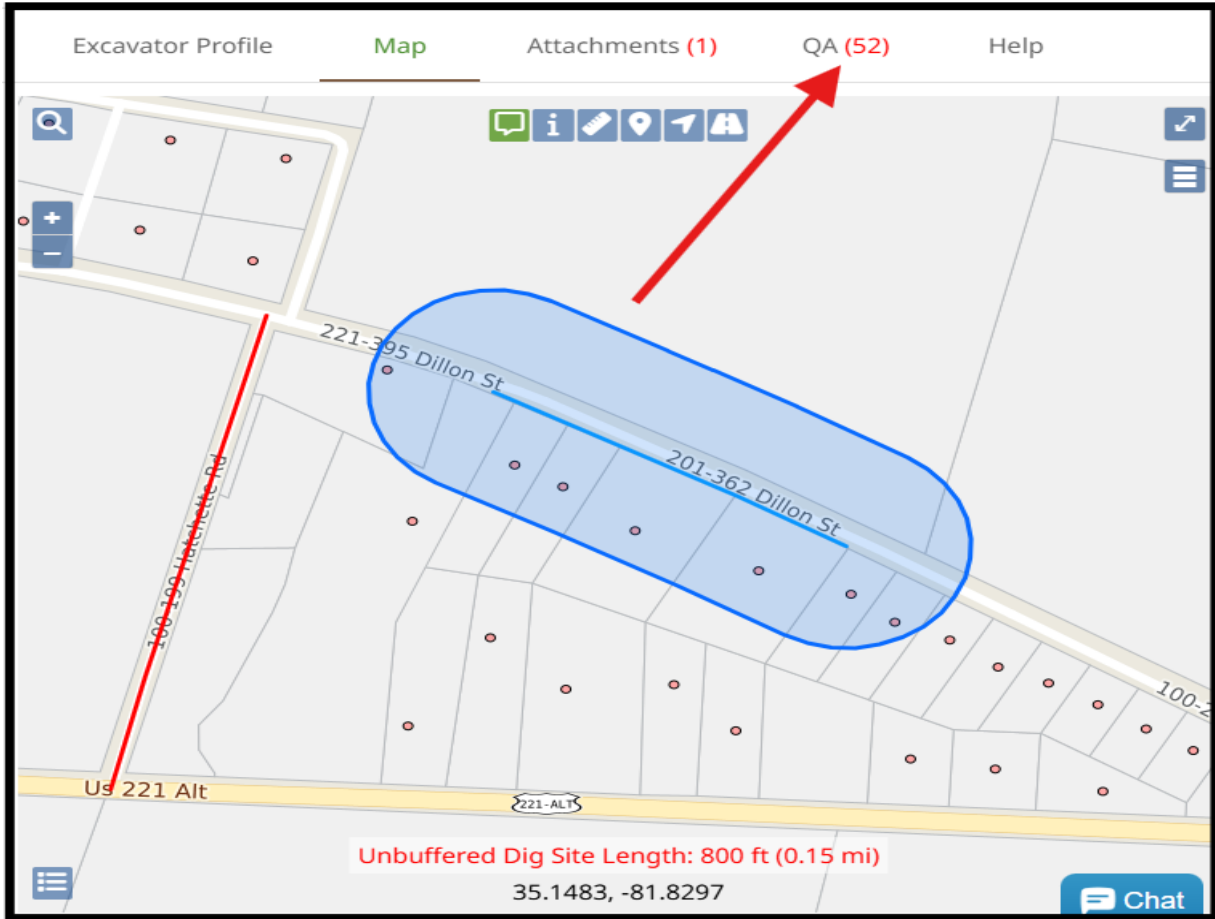 Excavator Profile
Map
Attachments (1)
QA (52)
Help
221-395 Dillon St
201-362 Dillon St
100-199 Hatchette Rd
100-2
Us 221 Alt
221-ALT
Unbuffered Dig Site Length: 800 ft (0.15 mi)
35.1483, -81.8297
Chat